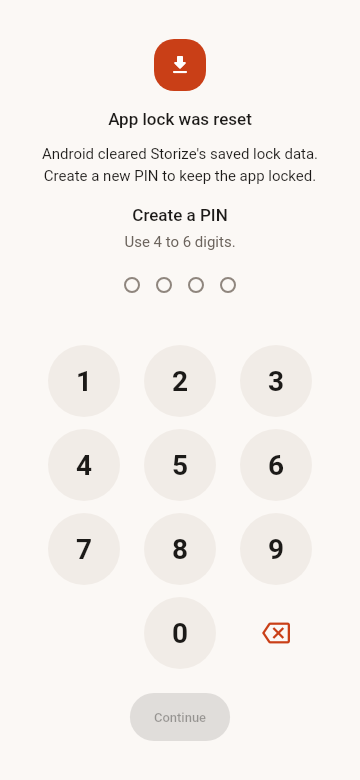 App lock was reset
Android cleared Storize's saved lock data.
Create a new PIN to keep the app locked.
Create a PIN
Use 4 to 6 digits.
1 2 3
4 5 6
7 8 9
0
Continue